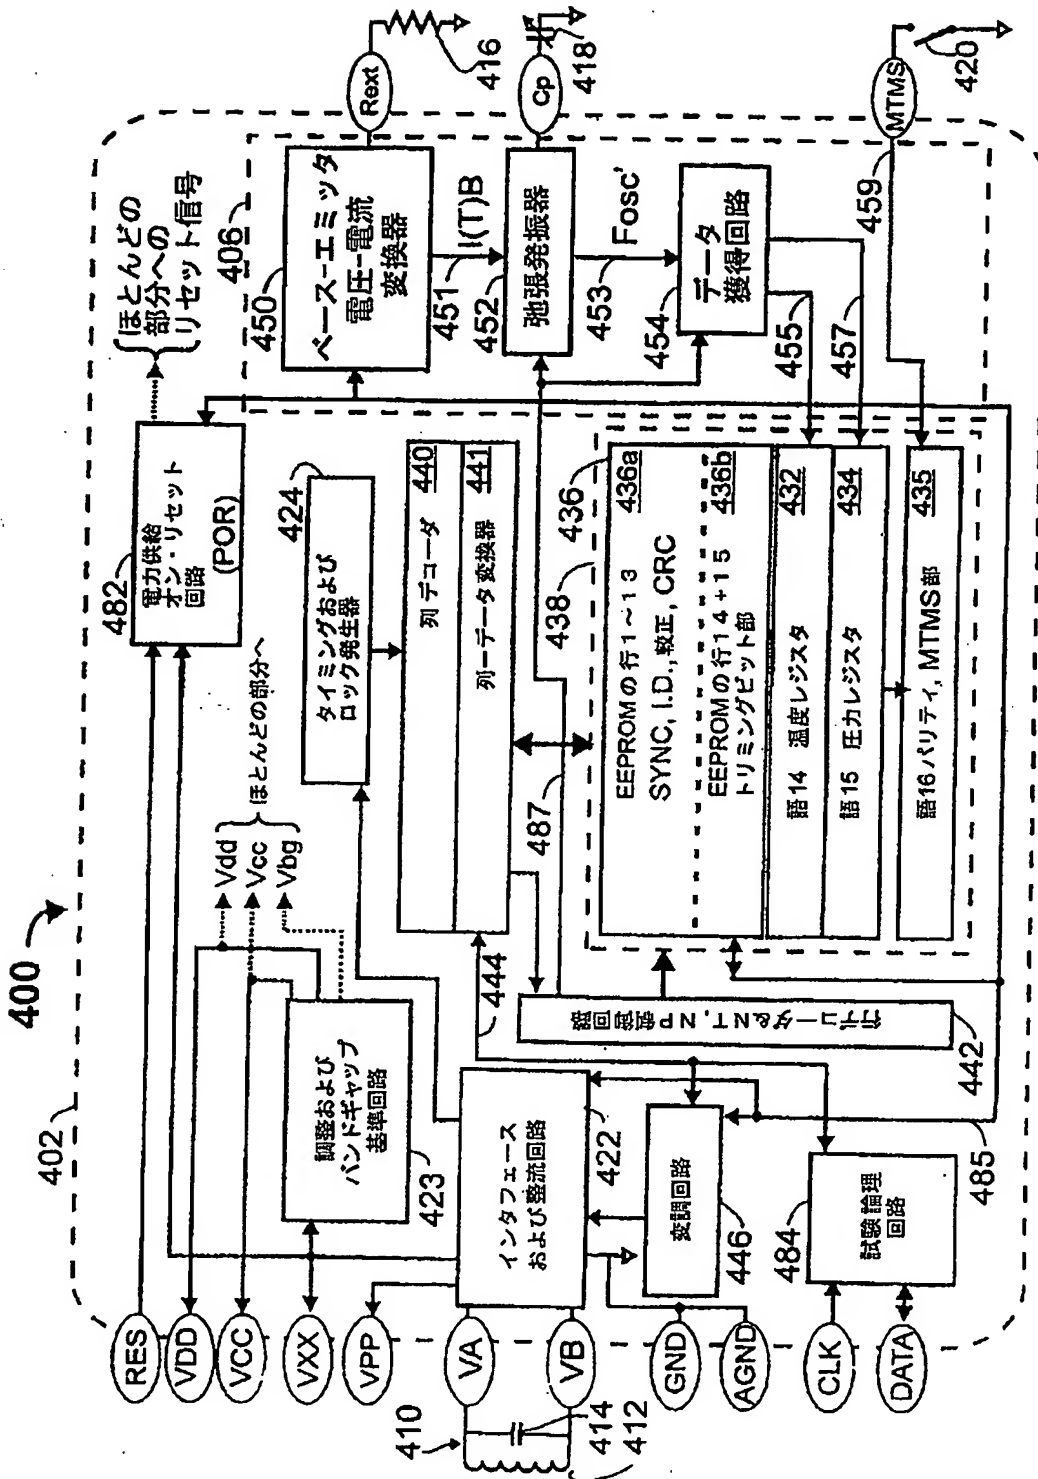 400
402
RES
VDD
VCC
VXX
VPP
VA
VB
GND
AGND
CLK
DATA
410
414
412
482
電力供給
オン・リセット
回路
(POR)
ほとんどの
部分への
リセット信号
406
Vdd
Vcc
Vbg
ほとんどの部分へ
調整および
バンドギャップ
基準回路
423
424
タイミングおよび
ロック発生器
450
ベース-エミッタ
電圧-電流
変換器
Rext
416
451
I(T)B
452
弛張発振器
Cp
418
453
Fosc'
454
データ
獲得回路
455
457
459
MTMS
420
列 デコーダ
440
列ーデータ変換器
441
444
487
438
436
EEPROMの行1~13
436a
SYNC, I.D., 較正, CRC
EEPROMの行14+15
436b
トリミングビット部
語14 温度レジスタ
432
語15 圧力レジスタ
434
語16パリティ, MTMS部
435
行デコーダ&NT, NP制御回路
442
インタフェース
および整流回路
422
変調回路
446
試験論理
回路
484
485